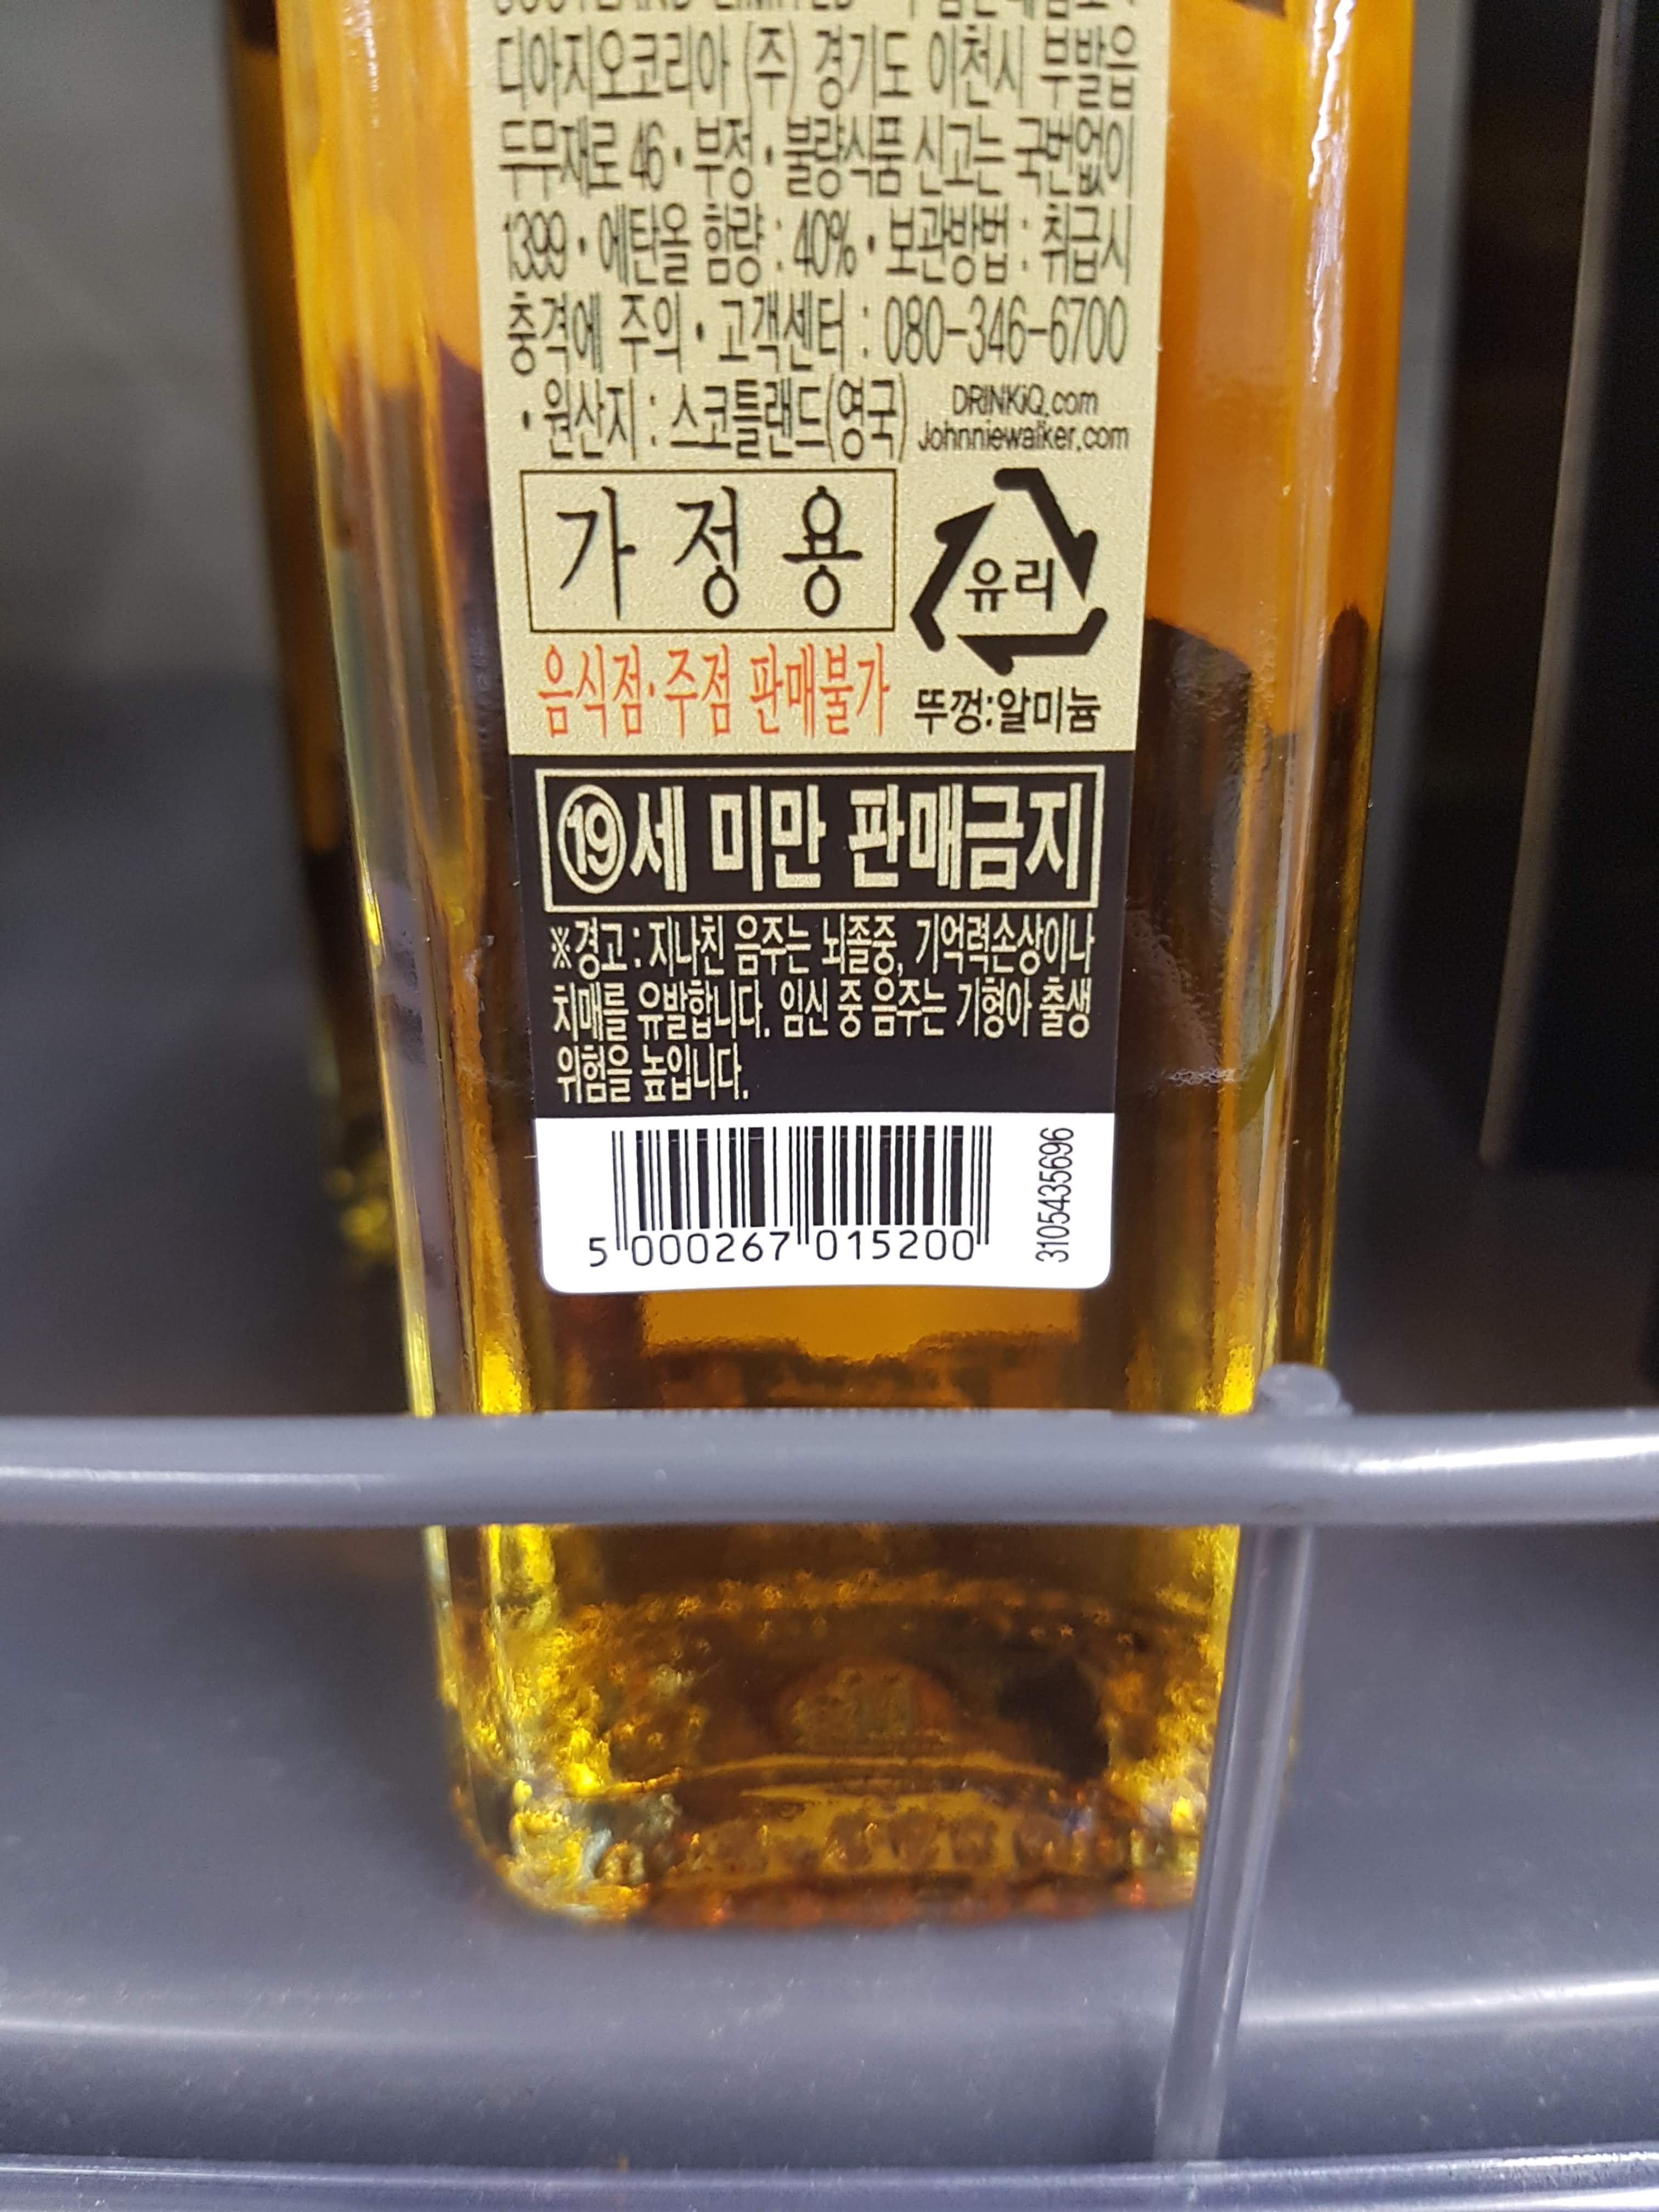 디아지오코리아 (주) 경기도 이천시 부발읍
두무재로 46 • 부정 • 불량식품 신고는 국번없이
1399 • 에탄올 함량 : 40% • 보관방법 : 취급시
충격에 주의 • 고객센터 : 080-346-6700
• 원산지 : 스코틀랜드(영국)
DRINKiQ.com
Johnniewalker.com
가정용
유리
음식점·주점 판매불가
뚜껑:알미늄
19세 미만 판매금지
※경고 : 지나친 음주는 뇌졸중, 기억력손상이나
치매를 유발합니다. 임신 중 음주는 기형아 출생
위험을 높입니다.
5 000267 015200
3105435696